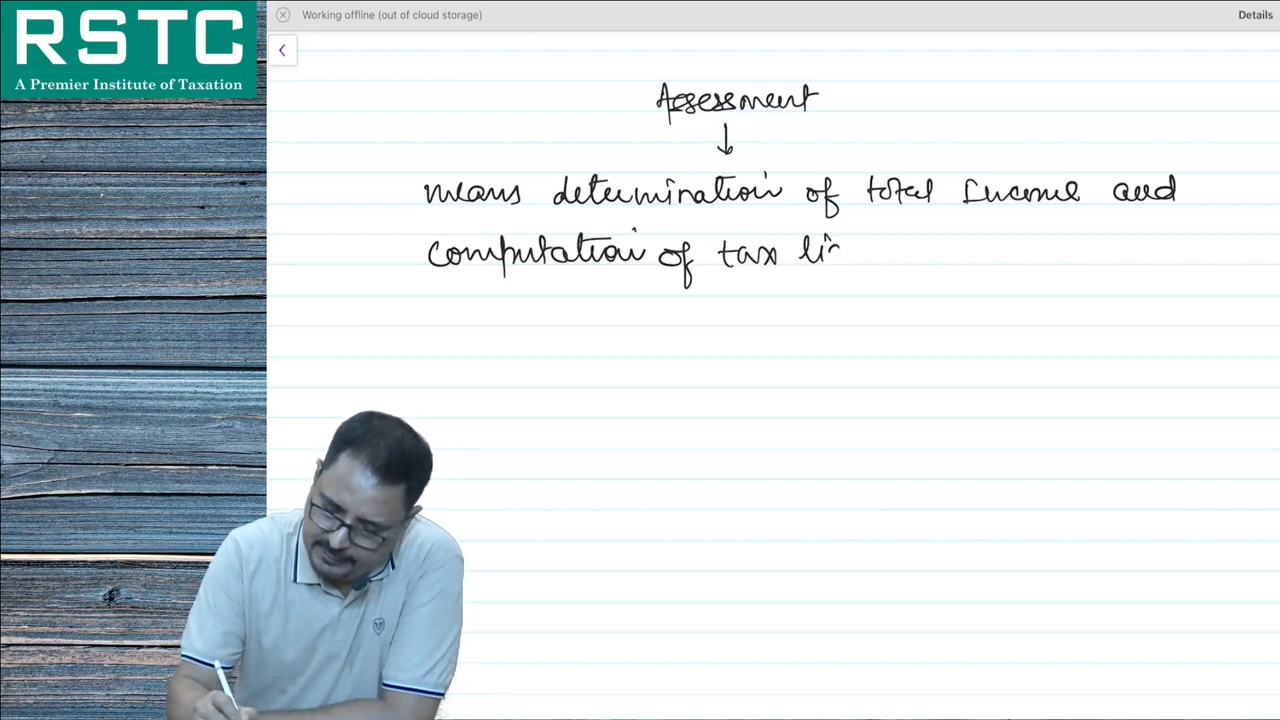 RSTC
A Premier Institute of Taxation
Working offline (out of cloud storage)
Details
Assessment
means determination of total Income and
computation of tax li